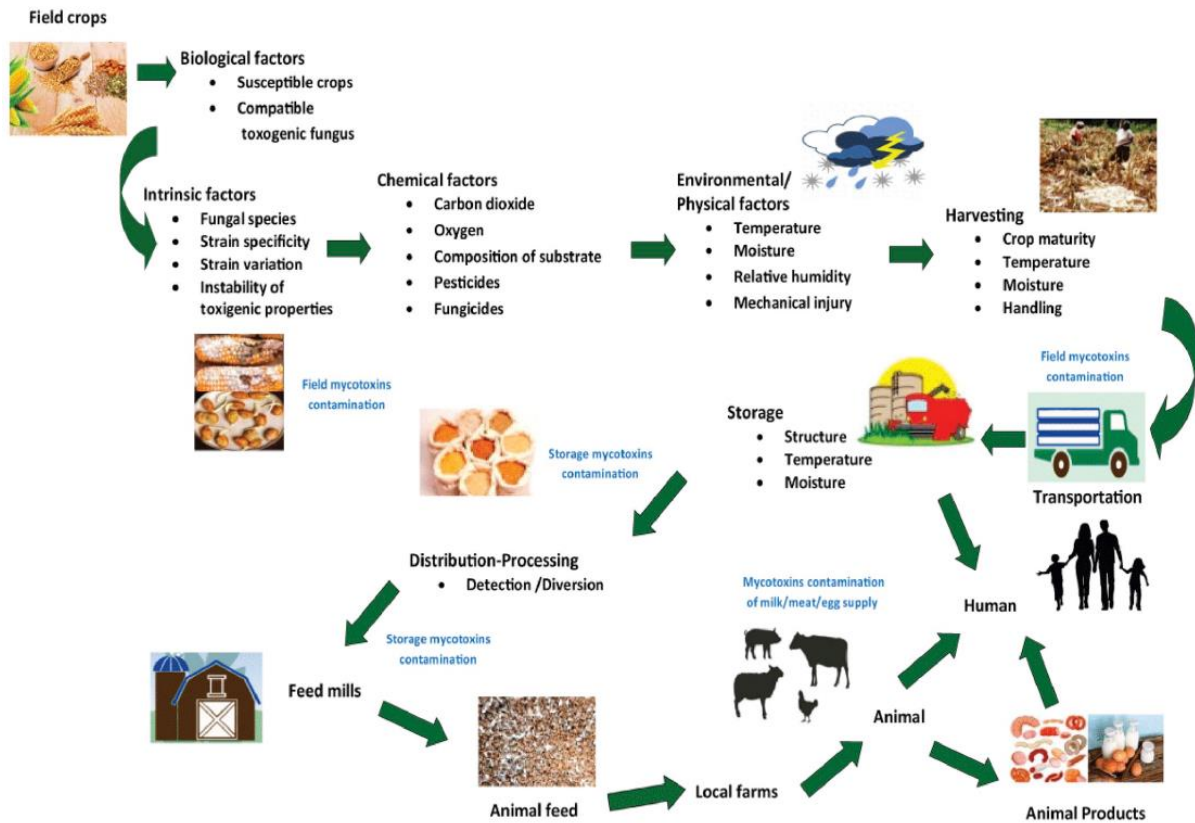 Field crops
Biological factors
• Susceptible crops
• Compatible
toxogenic fungus
Intrinsic factors
• Fungal species
• Strain specificity
• Strain variation
• Instability of
toxigenic properties
Field mycotoxins
contamination
Chemical factors
• Carbon dioxide
• Oxygen
• Composition of substrate
• Pesticides
• Fungicides
Environmental/
Physical factors
• Temperature
• Moisture
• Relative humidity
• Mechanical injury
Harvesting
• Crop maturity
• Temperature
• Moisture
• Handling
Field mycotoxins
contamination
Transportation
Storage
• Structure
• Temperature
• Moisture
Storage mycotoxins
contamination
Distribution-Processing
• Detection /Diversion
Storage mycotoxins
contamination
Feed mills
Animal feed
Local farms
Mycotoxins contamination
of milk/meat/egg supply
Animal
Human
Animal Products